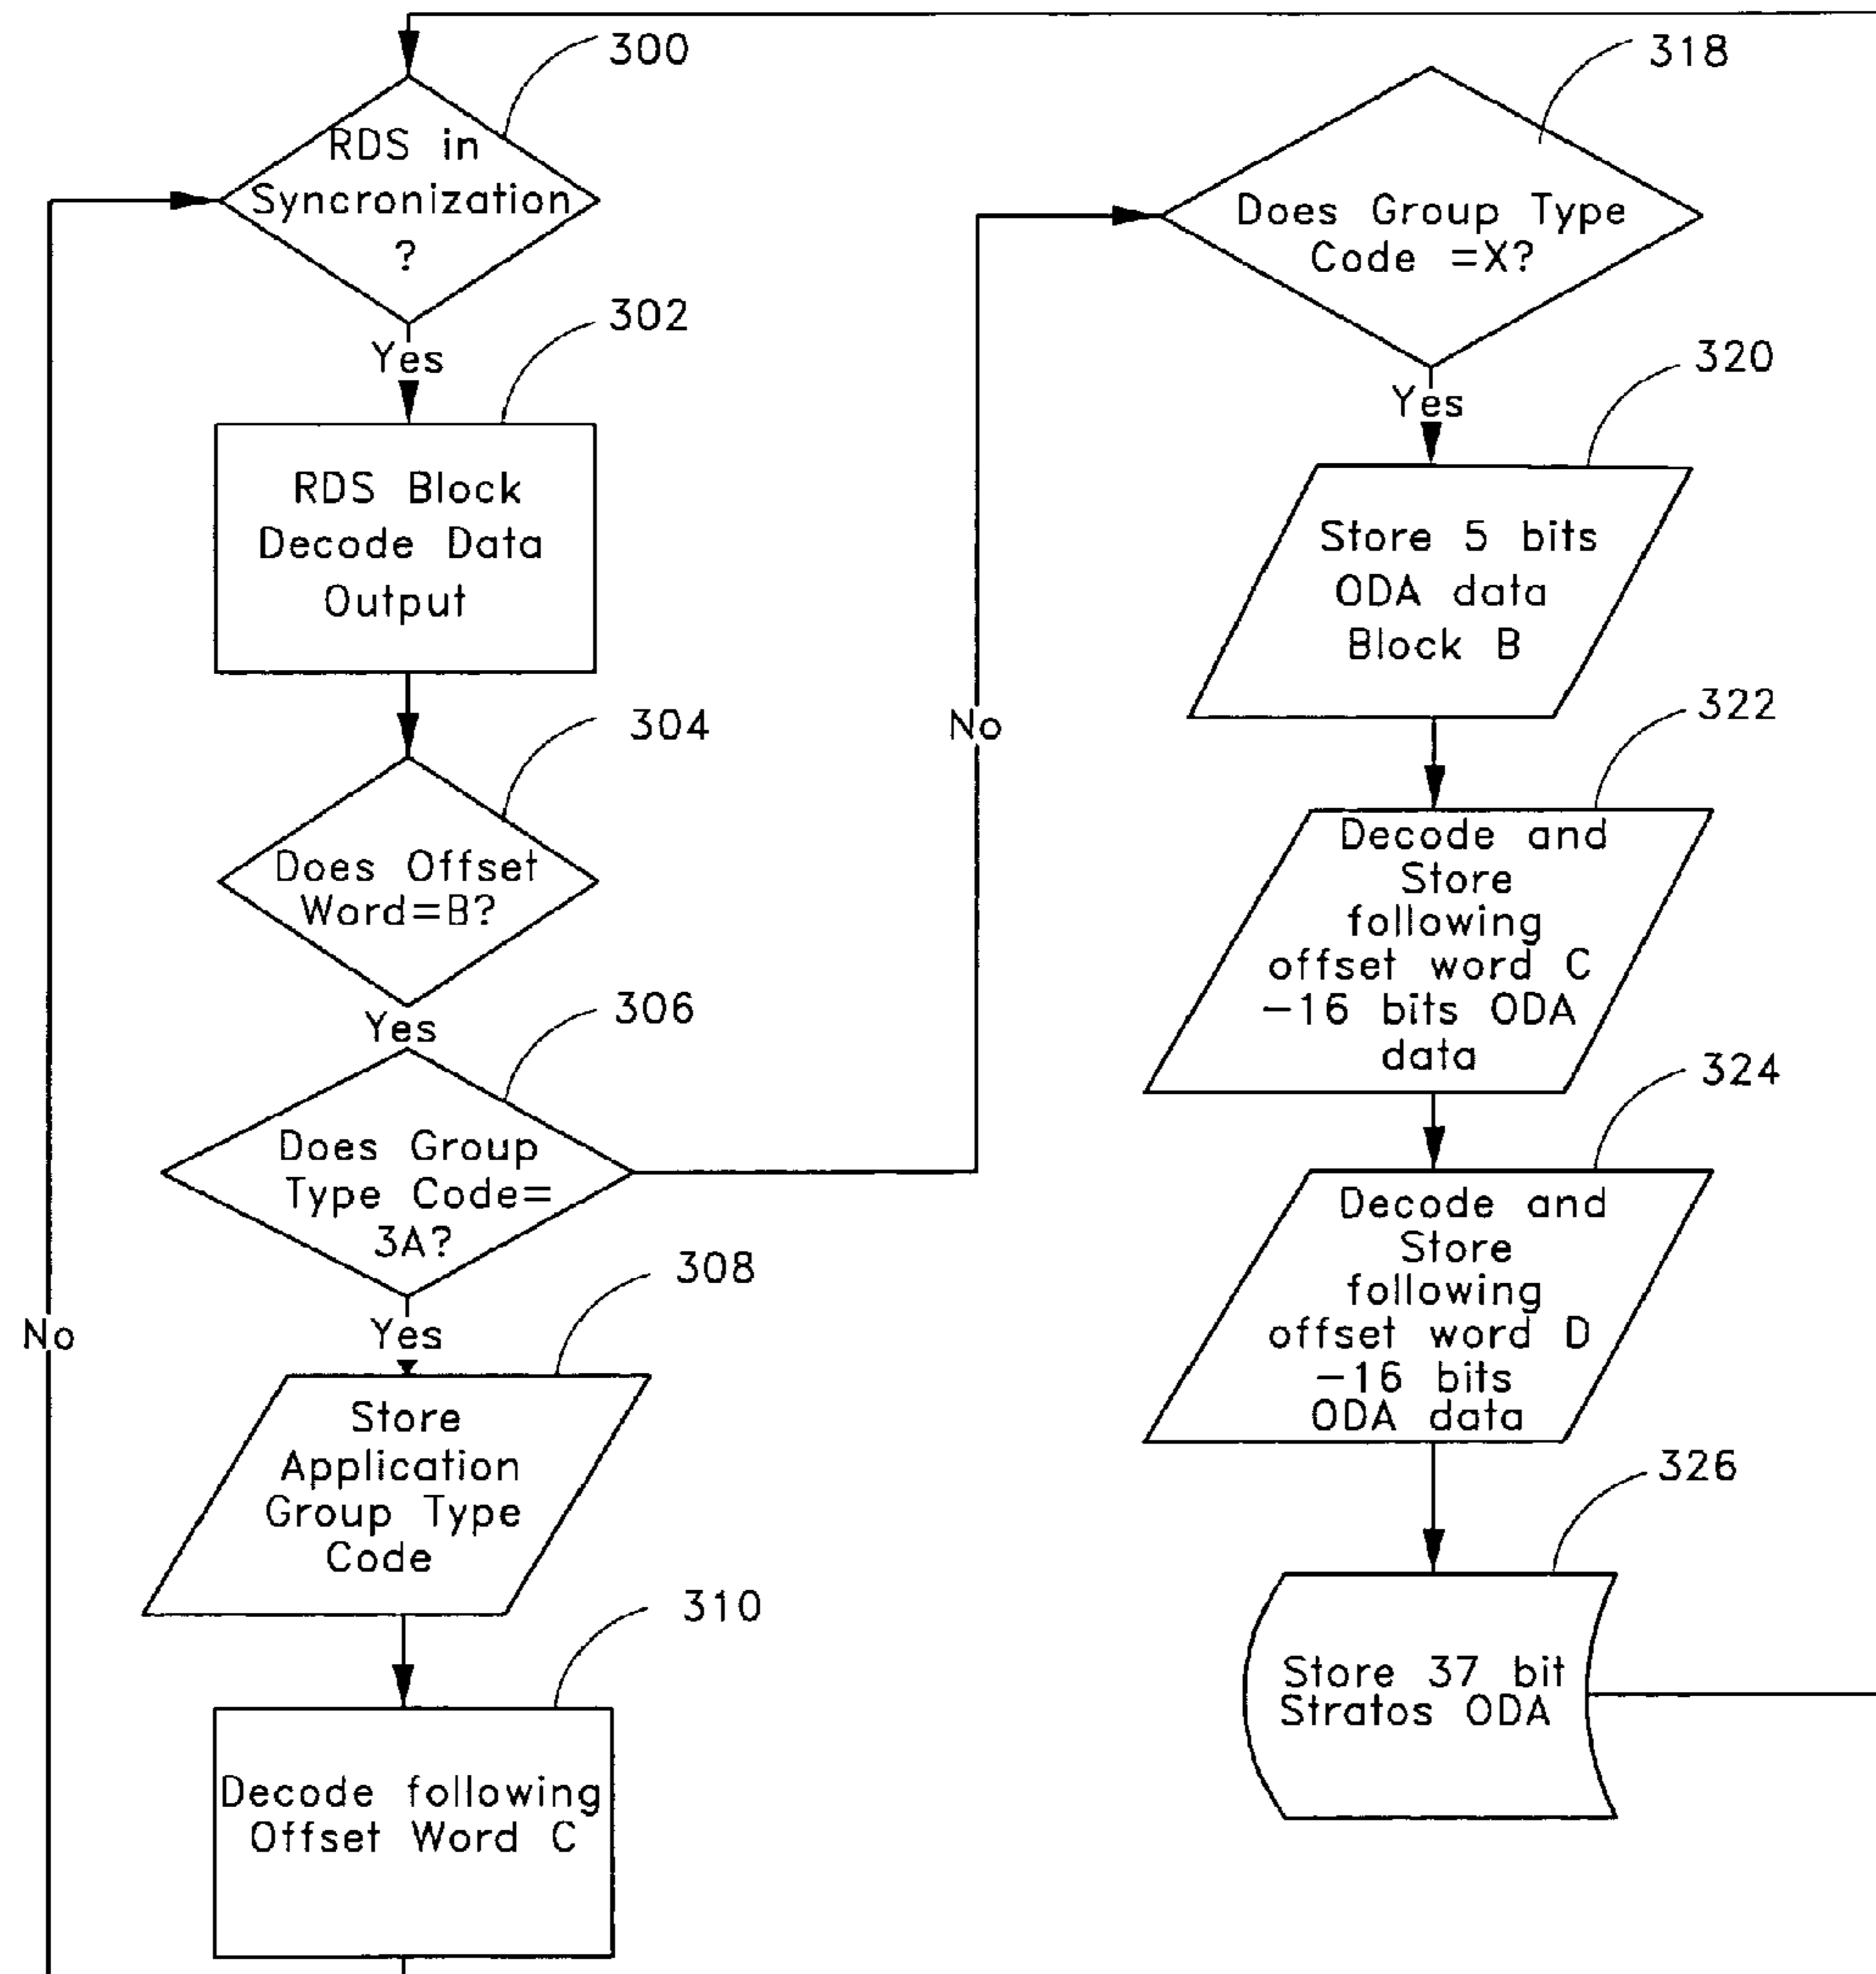 300
RDS in
Syncronization
?
Yes
302
RDS Block
Decode Data
Output
304
Does Offset
Word=B?
Yes
306
Does Group
Type Code=
3A?
Yes
308
Store
Application
Group Type
Code
310
Decode following
Offset Word C
No
No
318
Does Group Type
Code =X?
Yes
320
Store 5 bits
ODA data
Block B
322
Decode and
Store
following
offset word C
-16 bits ODA
data
324
Decode and
Store
following
offset word D
-16 bits
ODA data
326
Store 37 bit
Stratos ODA